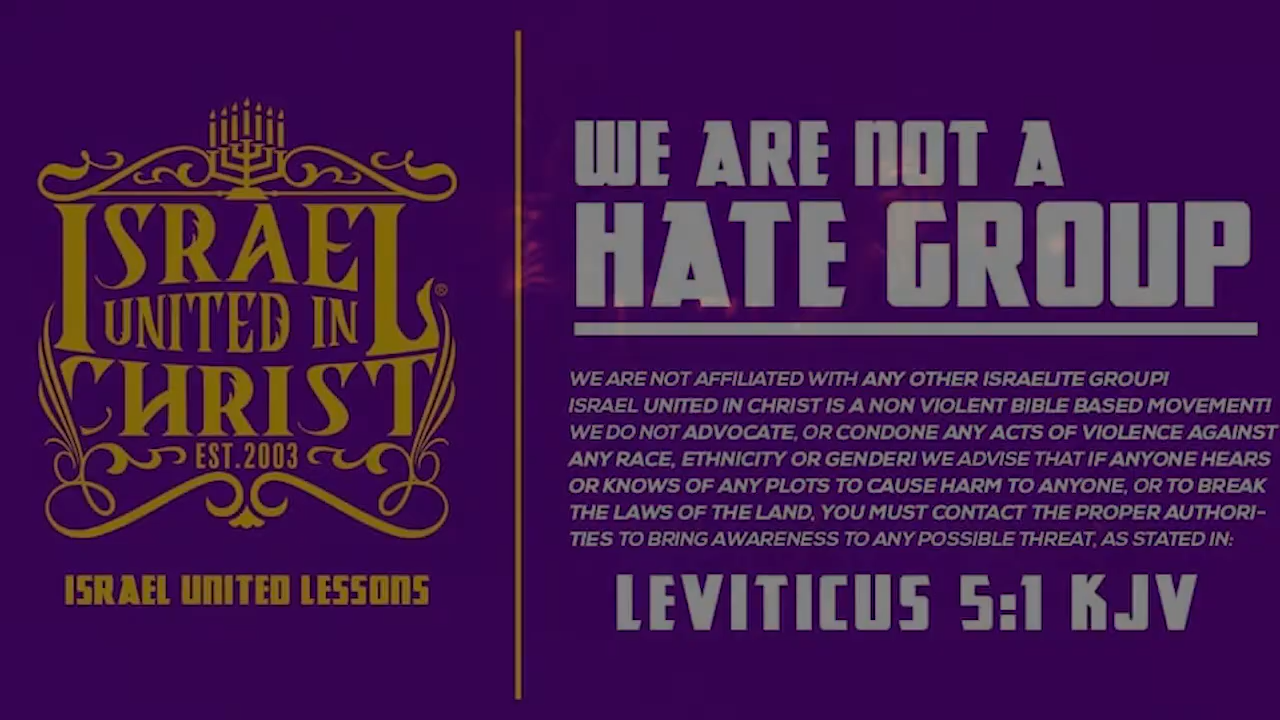 ISRAEL
UNITED IN
CHRIST
®
EST. 2003
ISRAEL UNITED LESSONS
WE ARE NOT A
HATE GROUP
WE ARE NOT AFFILIATED WITH ANY OTHER ISRAELITE GROUP!
ISRAEL UNITED IN CHRIST IS A NON VIOLENT BIBLE BASED MOVEMENT!
WE DO NOT ADVOCATE, OR CONDONE ANY ACTS OF VIOLENCE AGAINST
ANY RACE, ETHNICITY OR GENDER! WE ADVISE THAT IF ANYONE HEARS
OR KNOWS OF ANY PLOTS TO CAUSE HARM TO ANYONE, OR TO BREAK
THE LAWS OF THE LAND, YOU MUST CONTACT THE PROPER AUTHORI-
TIES TO BRING AWARENESS TO ANY POSSIBLE THREAT, AS STATED IN:
LEVITICUS 5:1 KJV